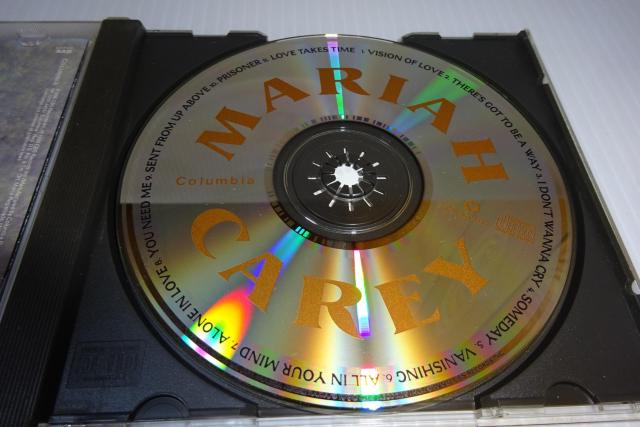 MARIAH
CAREY
Columbia
1. VISION OF LOVE 2. THERE'S GOT TO BE A WAY 3. I DON'T WANNA CRY 4. SOMEDAY 5. VANISHING 6. ALL IN YOUR MIND 7. ALONE IN LOVE 8. YOU NEED ME 9. SENT FROM UP ABOVE 10. PRISONER 11. LOVE TAKES TIME